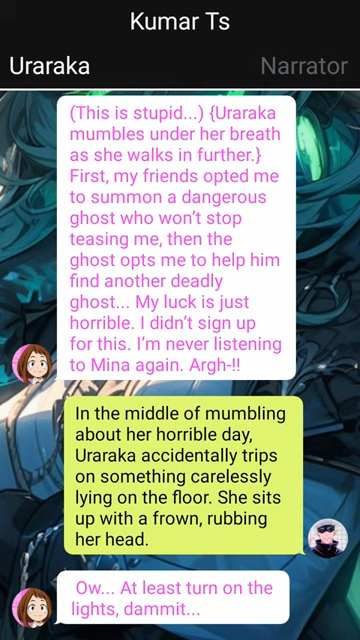 Kumar Ts
Uraraka
Narrator
(This is stupid...) {Uraraka
mumbles under her breath
as she walks in further.}
First, my friends opted me
to summon a dangerous
ghost who won't stop
teasing me, then the
ghost opts me to help him
find another deadly
ghost... My luck is just
horrible. I didn't sign up
for this. I'm never listening
to Mina again. Argh-!!
In the middle of mumbling
about her horrible day,
Uraraka accidentally trips
on something carelessly
lying on the floor. She sits
up with a frown, rubbing
her head.
Ow... At least turn on the
lights, dammit...